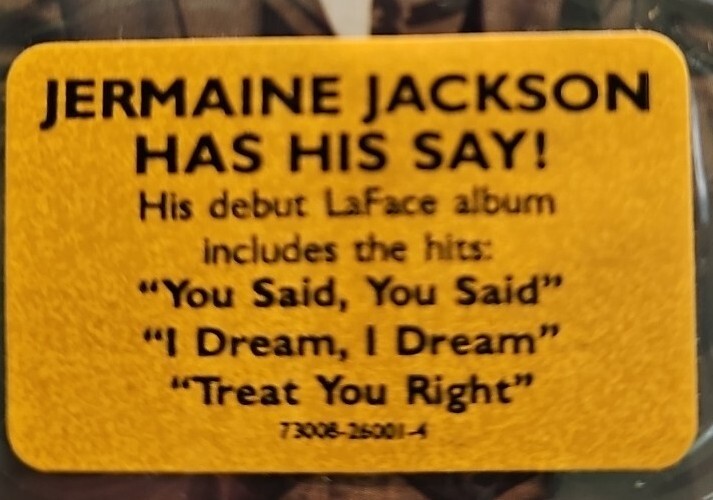 JERMAINE JACKSON
HAS HIS SAY!
His debut LaFace album
includes the hits:
“You Said, You Said”
“I Dream, I Dream”
“Treat You Right”
73008-26001-4